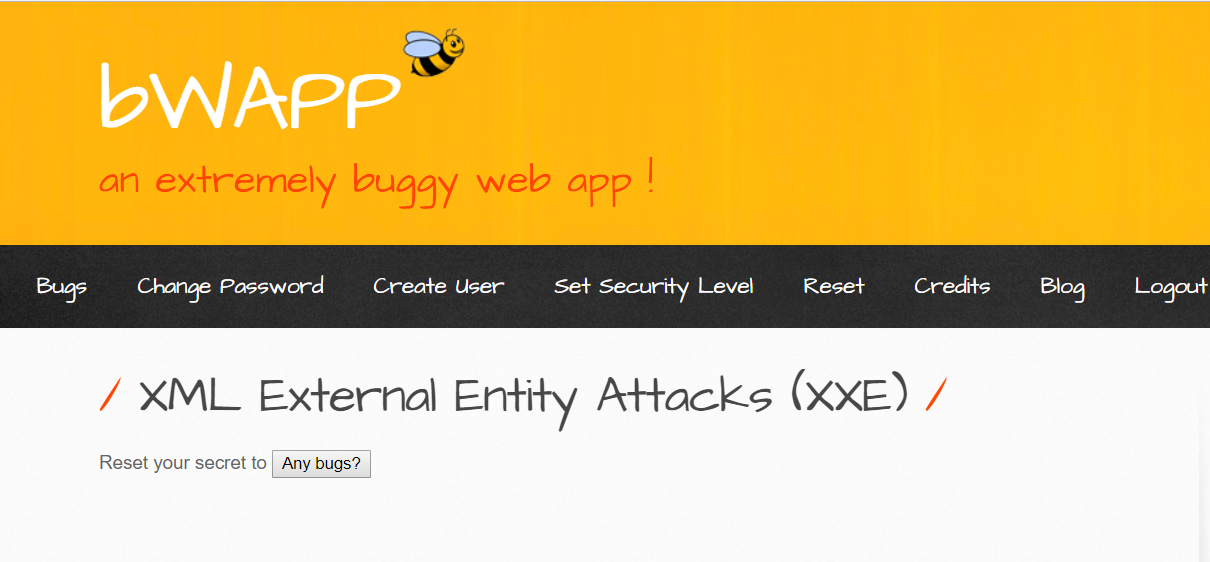 bWAPP
an extremely buggy web app !
Bugs Change Password Create User Set Security Level Reset Credits Blog Logout
/ XML External Entity Attacks (XXE) /
Reset your secret to Any bugs?